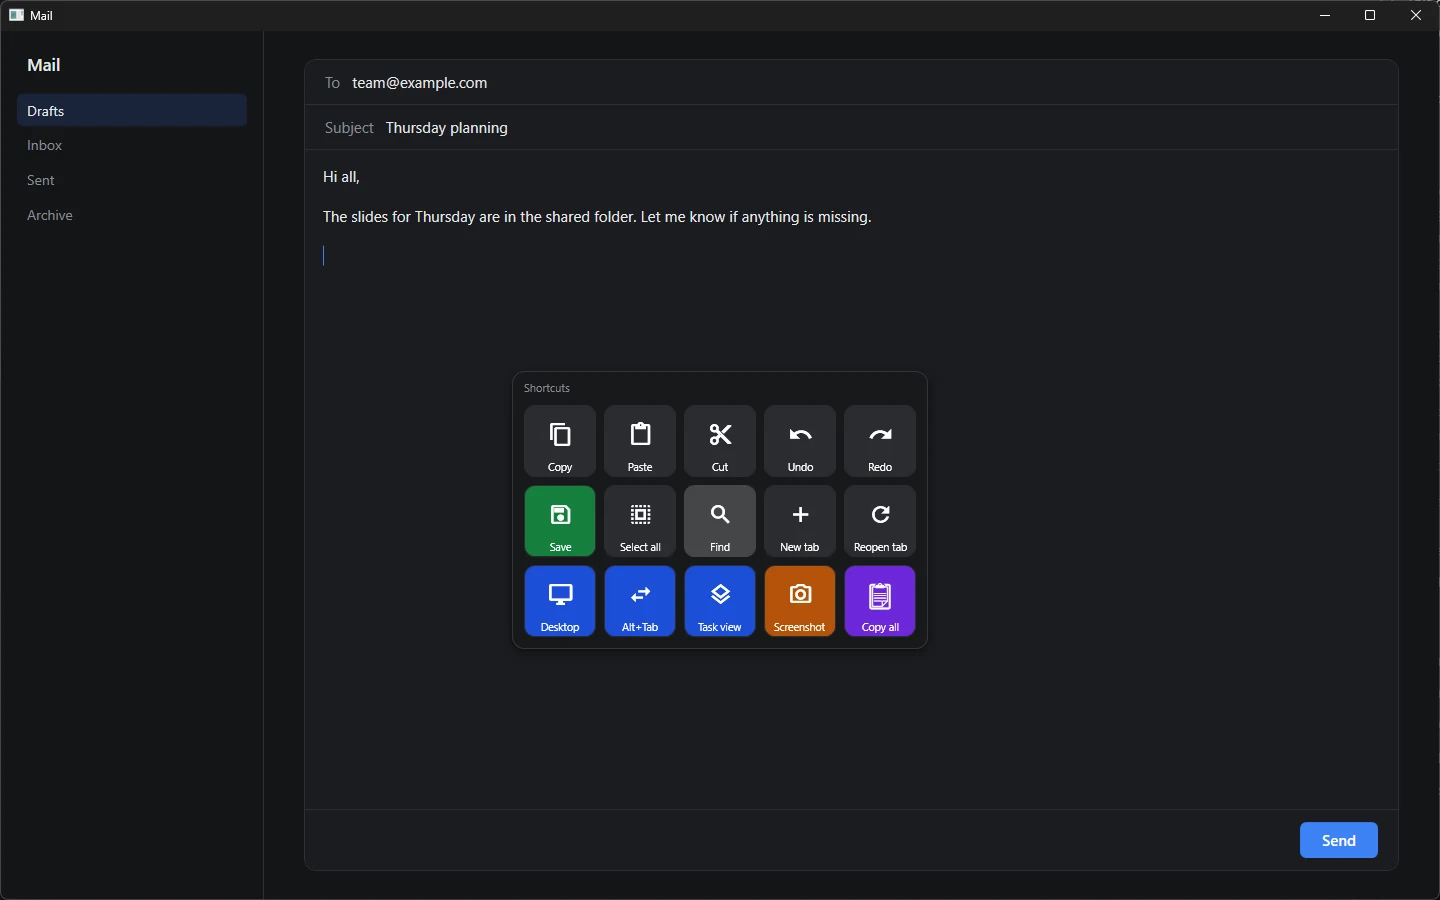 Mail
Mail
Drafts
Inbox
Sent
Archive
To team@example.com
Subject Thursday planning
Hi all,
The slides for Thursday are in the shared folder. Let me know if anything is missing.
Shortcuts
Copy Paste Cut Undo Redo
Save Select all Find New tab Reopen tab
Desktop Alt+Tab Task view Screenshot Copy all
Send